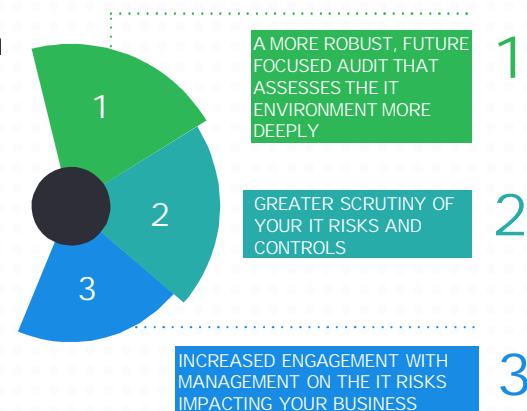 1
A MORE ROBUST, FUTURE
FOCUSED AUDIT THAT
ASSESSES THE IT
ENVIRONMENT MORE
DEEPLY
1
2
GREATER SCRUTINY OF
YOUR IT RISKS AND
CONTROLS
2
3
INCREASED ENGAGEMENT WITH
MANAGEMENT ON THE IT RISKS
IMPACTING YOUR BUSINESS
3